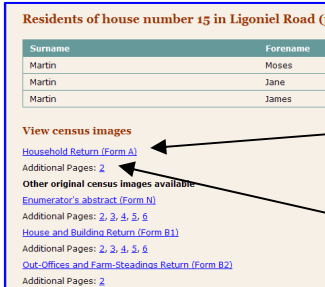 Residents of house number 15 in Ligoniel Road (
Surname Forename
Martin Moses
Martin Jane
Martin James
View census images
Household Return (Form A)
Additional Pages: 2
Other original census images available
Enumerator's abstract (Form N)
Additional Pages: 2, 3, 4, 5, 6
House and Building Return (Form B1)
Additional Pages: 2, 3, 4, 5, 6
Out-Offices and Farm-Steadings Return (Form B2)
Additional Pages: 2